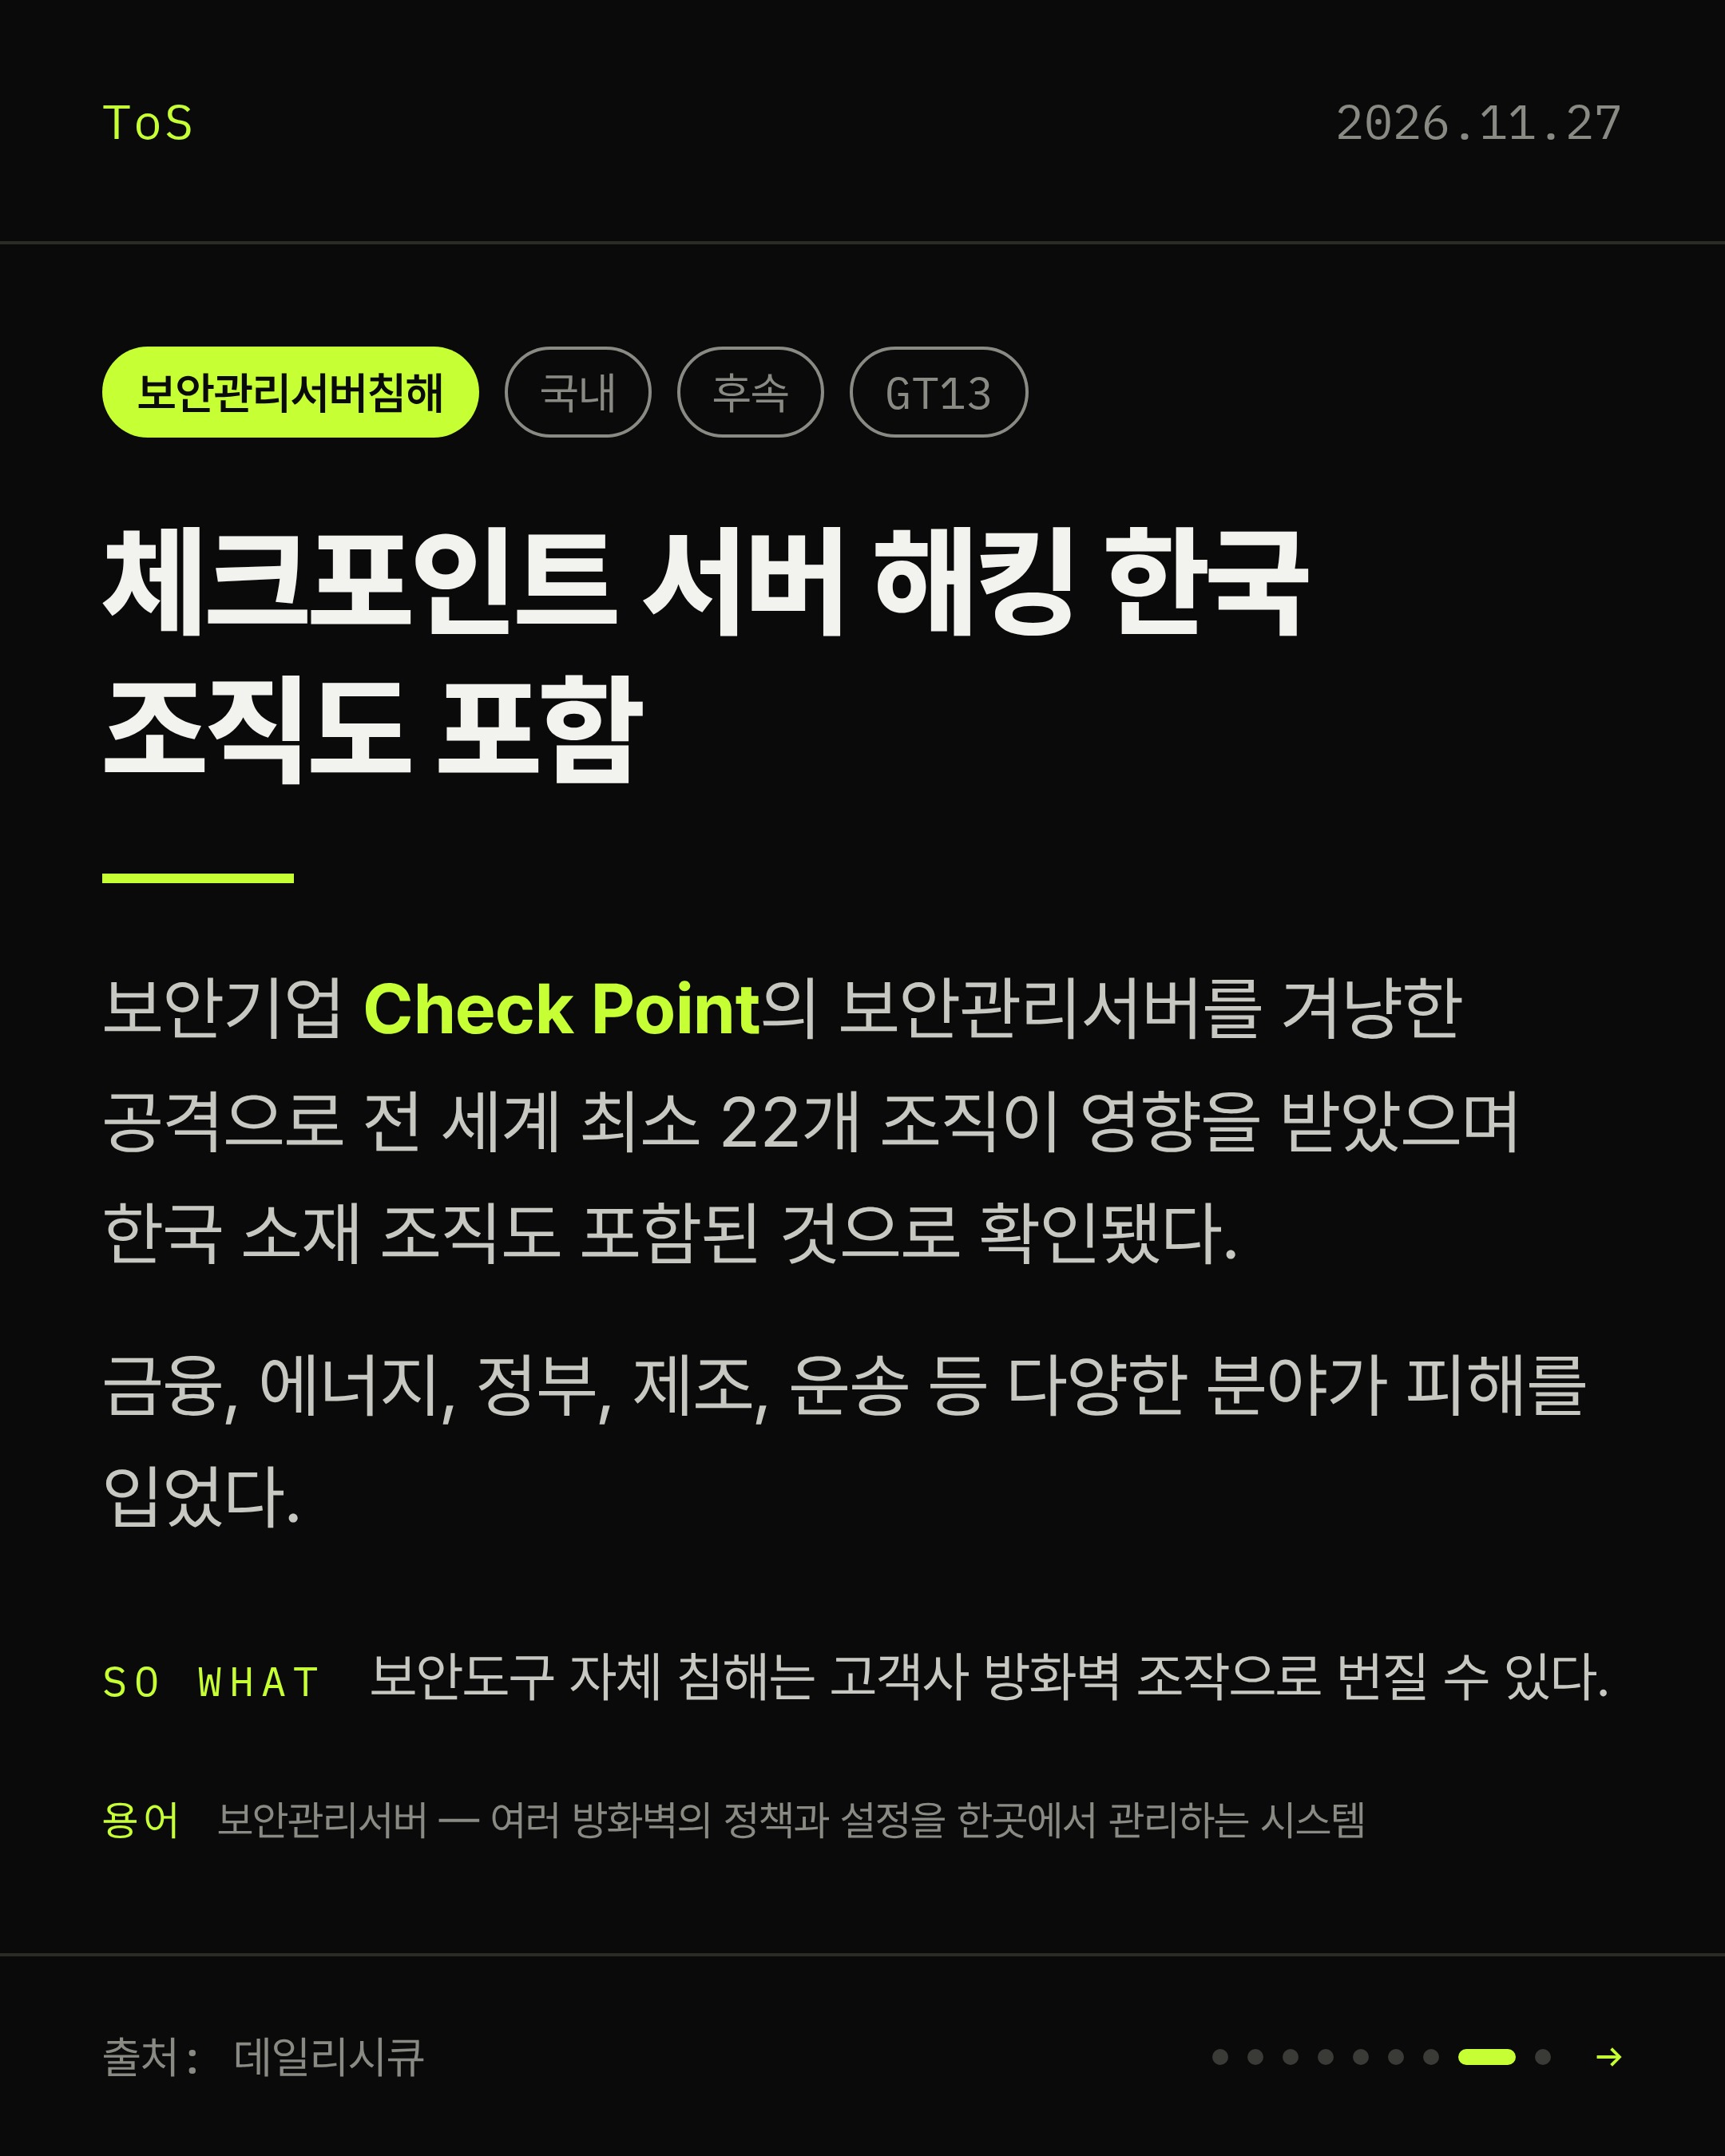 ToS
2026.11.27
보안관리서버침해
국내
후속
GT13
체크포인트 서버 해킹 한국
조직도 포함
보안기업 Check Point의 보안관리서버를 겨냥한
공격으로 전 세계 최소 22개 조직이 영향을 받았으며
한국 소재 조직도 포함된 것으로 확인됐다.
금융, 에너지, 정부, 제조, 운송 등 다양한 분야가 피해를
입었다.
SO WHAT 보안도구 자체 침해는 고객사 방화벽 조작으로 번질 수 있다.
용어 보안관리서버 — 여러 방화벽의 정책과 설정을 한곳에서 관리하는 시스템
출처: 데일리시큐
→